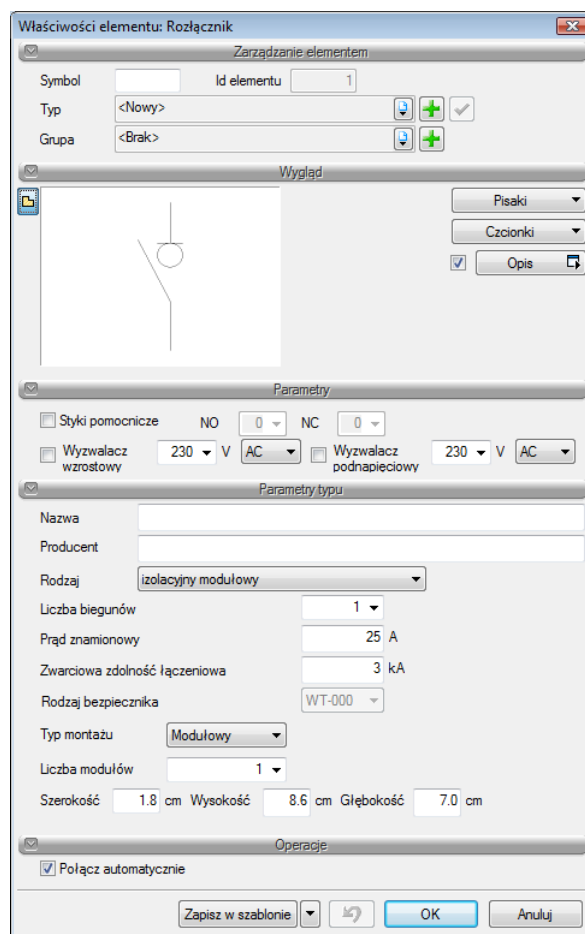 Właściwości elementu: Rozłącznik
Zarządzanie elementem
Symbol Id elementu 1
Typ <Nowy>
Grupa <Brak>
Wygląd
Pisaki
Czcionki
Opis
Parametry
Styki pomocnicze NO 0 NC 0
Wyzwalacz wzrostowy 230 V AC Wyzwalacz podnapięciowy 230 V AC
Parametry typu
Nazwa
Producent
Rodzaj izolacyjny modułowy
Liczba biegunów 1
Prąd znamionowy 25 A
Zwarciowa zdolność łączeniowa 3 kA
Rodzaj bezpiecznika WT-000
Typ montażu Modułowy
Liczba modułów 1
Szerokość 1.8 cm Wysokość 8.6 cm Głębokość 7.0 cm
Operacje
Połącz automatycznie
Zapisz w szablonie OK Anuluj